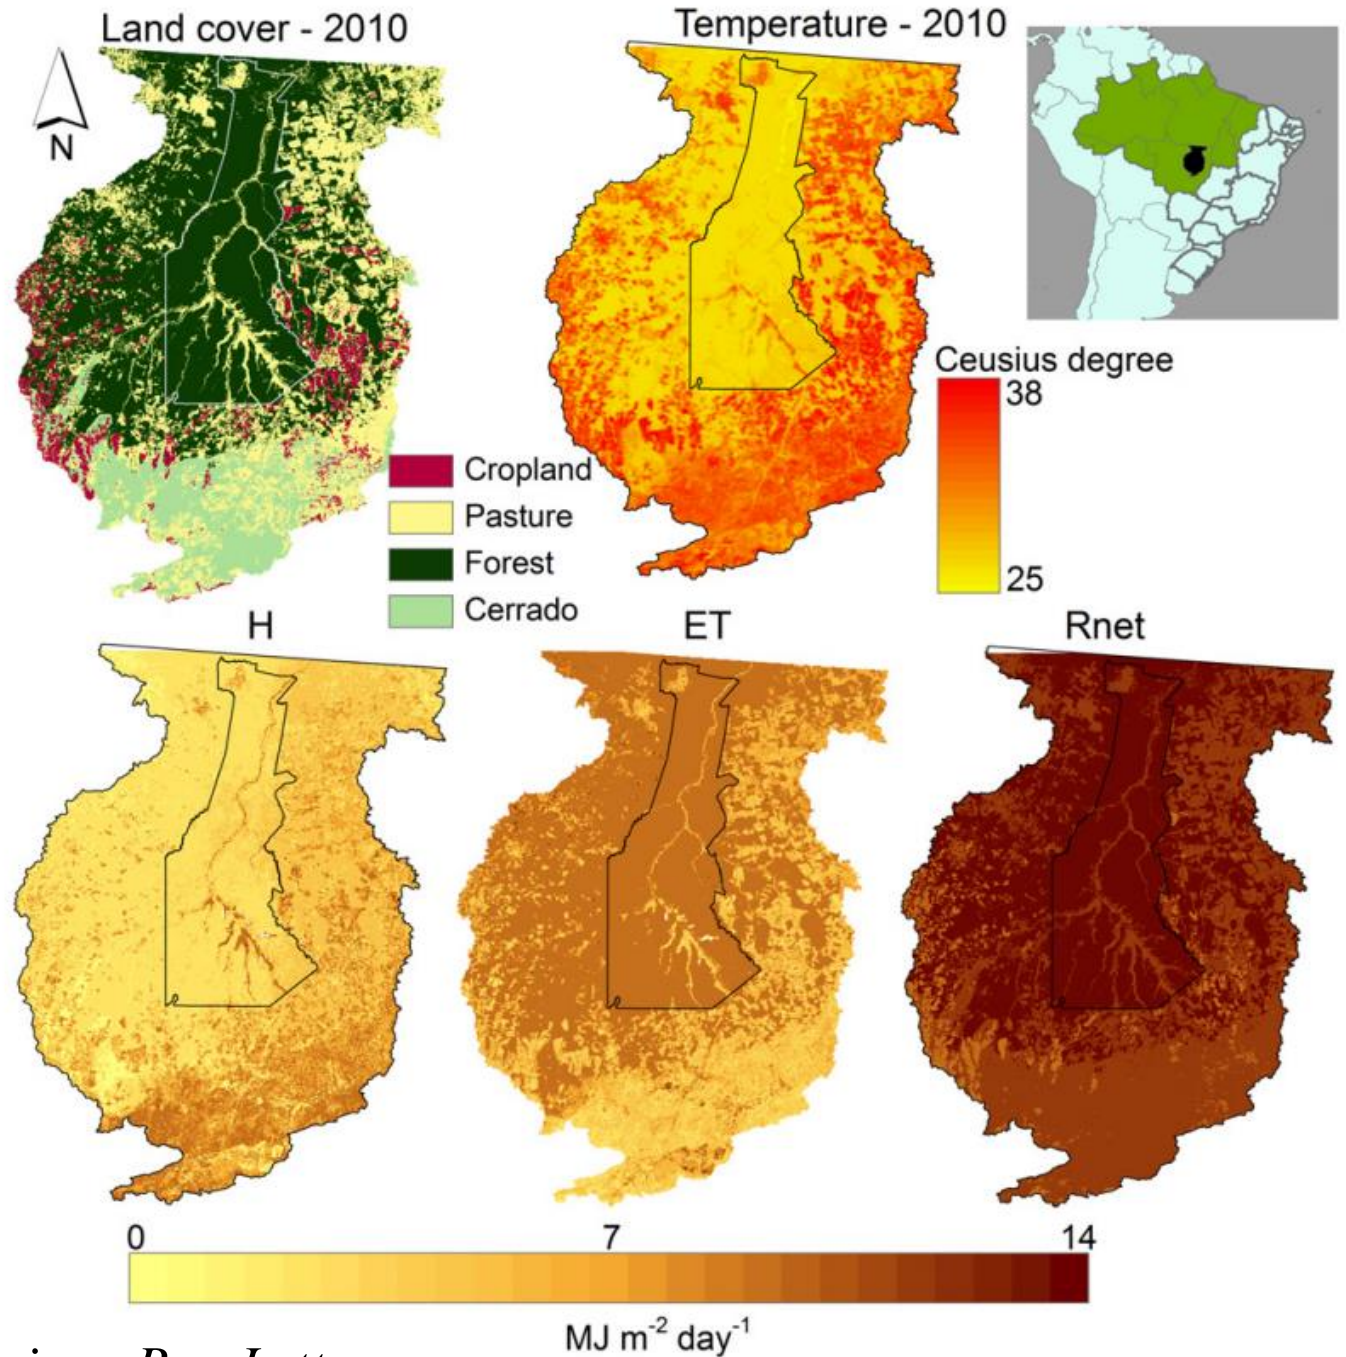 Land cover - 2010
Temperature - 2010
N
Ceusius degree
38
25
Cropland
Pasture
Forest
Cerrado
H
ET
Rnet
0
7
14
MJ m⁻² day⁻¹